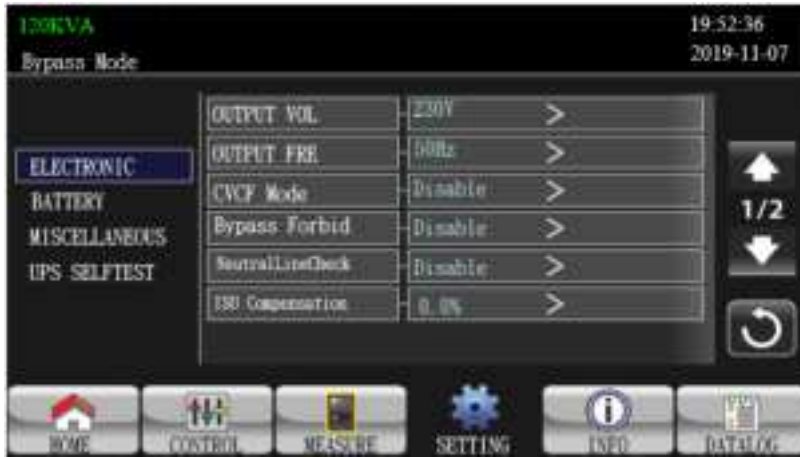 120KVA
19:52:36
Bypass Mode
2019-11-07
ELECTRONIC
BATTERY
MISCELLANEOUS
UPS SELFTEST
OUTPUT VOL. 230V >
OUTPUT FRE 50Hz >
CVCF Mode Disable >
Bypass Forbid Disable >
NeutralLineCheck Disable >
ISO Compensation 0.0% >
1/2
HOME
CONTROL
MEASURE
SETTING
INFO
DATALOG